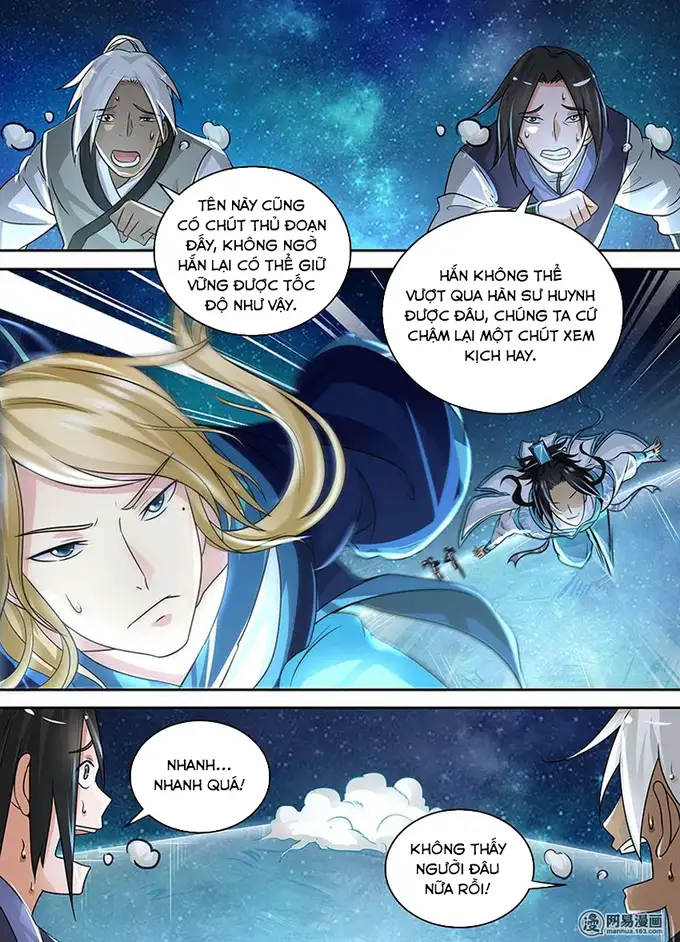 TÊN NÀY CŨNG
CÓ CHÚT THỦ ĐOẠN
ĐẤY, KHÔNG NGỜ
HẮN LẠI CÓ THỂ GIỮ
VỮNG ĐƯỢC TỐC
ĐỘ NHƯ VẬY.
HẮN KHÔNG THỂ
VƯỢT QUA HÀN SƯ HUYNH
ĐƯỢC ĐÂU, CHÚNG TA CỨ
CHẬM LẠI MỘT CHÚT XEM
KỊCH HAY.
NHANH...
NHANH QUÁ!
KHÔNG THẤY
NGƯỜI ĐÂU
NỮA RỒI!
漫 网易漫画
manhua.163.com